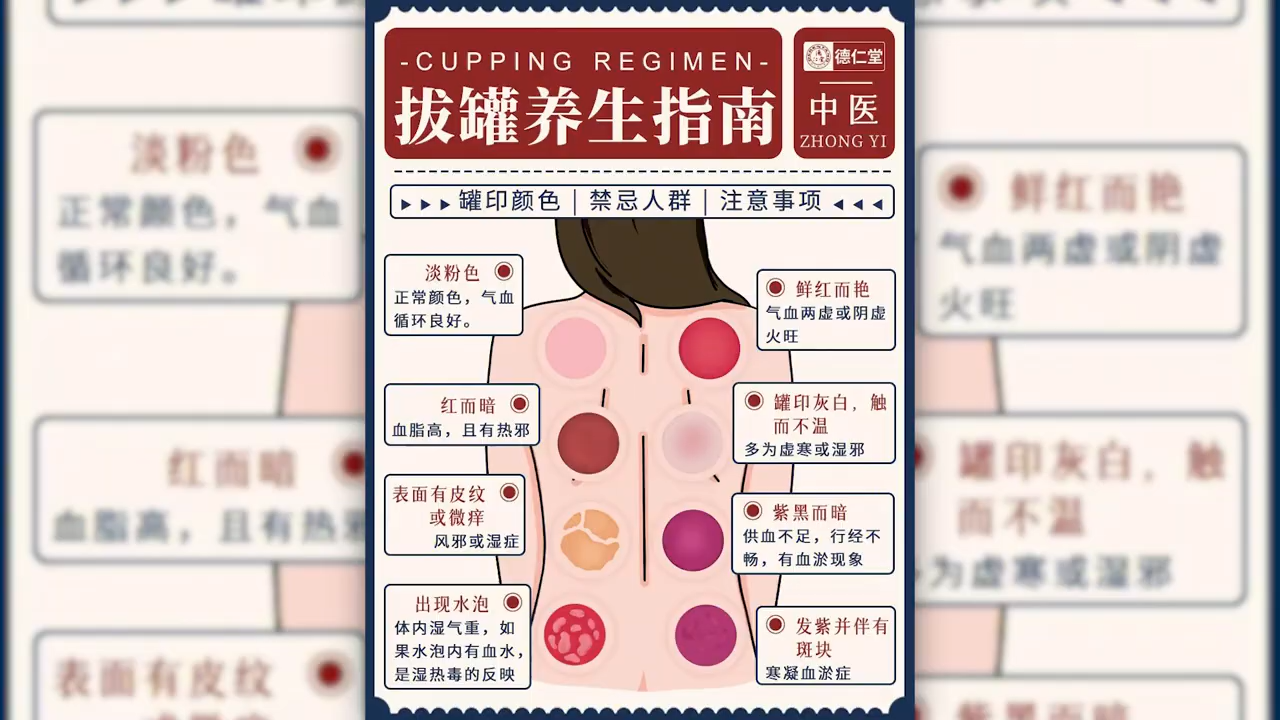 -CUPPING REGIMEN-
拔罐养生指南
德仁堂
中医
ZHONG YI
罐印颜色｜禁忌人群｜注意事项
淡粉色
正常颜色，气血
循环良好。
鲜红而艳
气血两虚或阴虚
火旺
红而暗
血脂高，且有热邪
罐印灰白，触
而不温
多为虚寒或湿邪
表面有皮纹
或微痒
风邪或湿症
紫黑而暗
供血不足，行经不
畅，有血淤现象
出现水泡
体内湿气重，如
果水泡内有血水，
是湿热毒的反映
发紫并伴有
斑块
寒凝血淤症